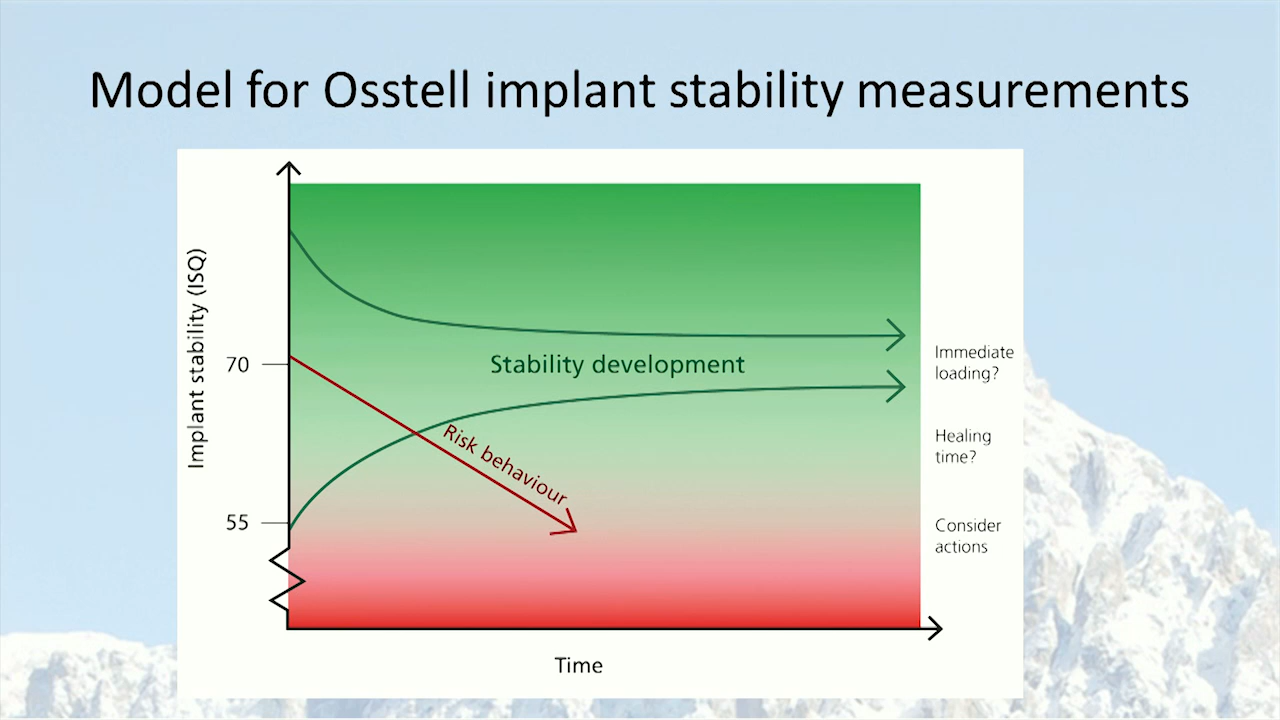 Model for Osstell implant stability measurements
Implant stability (ISQ)
70
55
Stability development
Risk behaviour
Immediate
loading?
Healing
time?
Consider
actions
Time